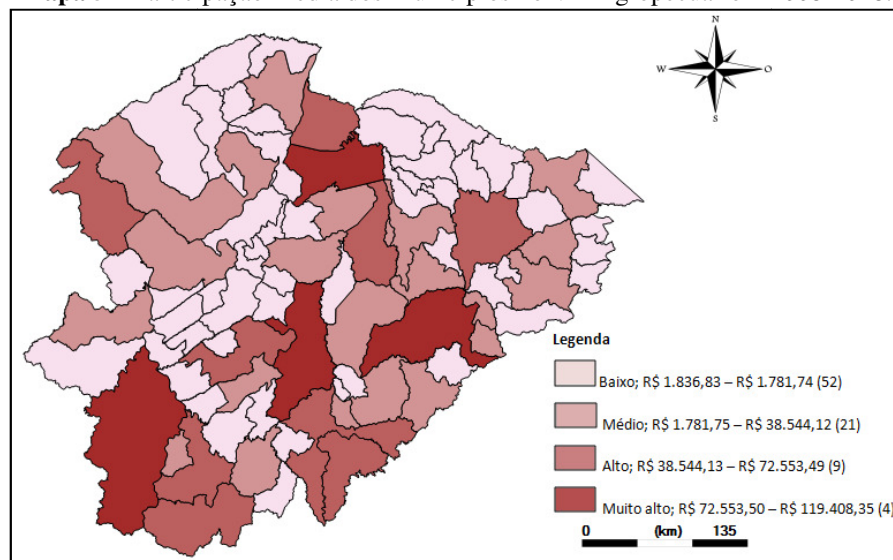 N
W O
S
Legenda
Baixo; R$ 1.836,83 – R$ 1.781,74 (52)
Médio; R$ 1.781,75 – R$ 38.544,12 (21)
Alto; R$ 38.544,13 – R$ 72.553,49 (9)
Muito alto; R$ 72.553,50 – R$ 119.408,35 (4)
0 (km) 135